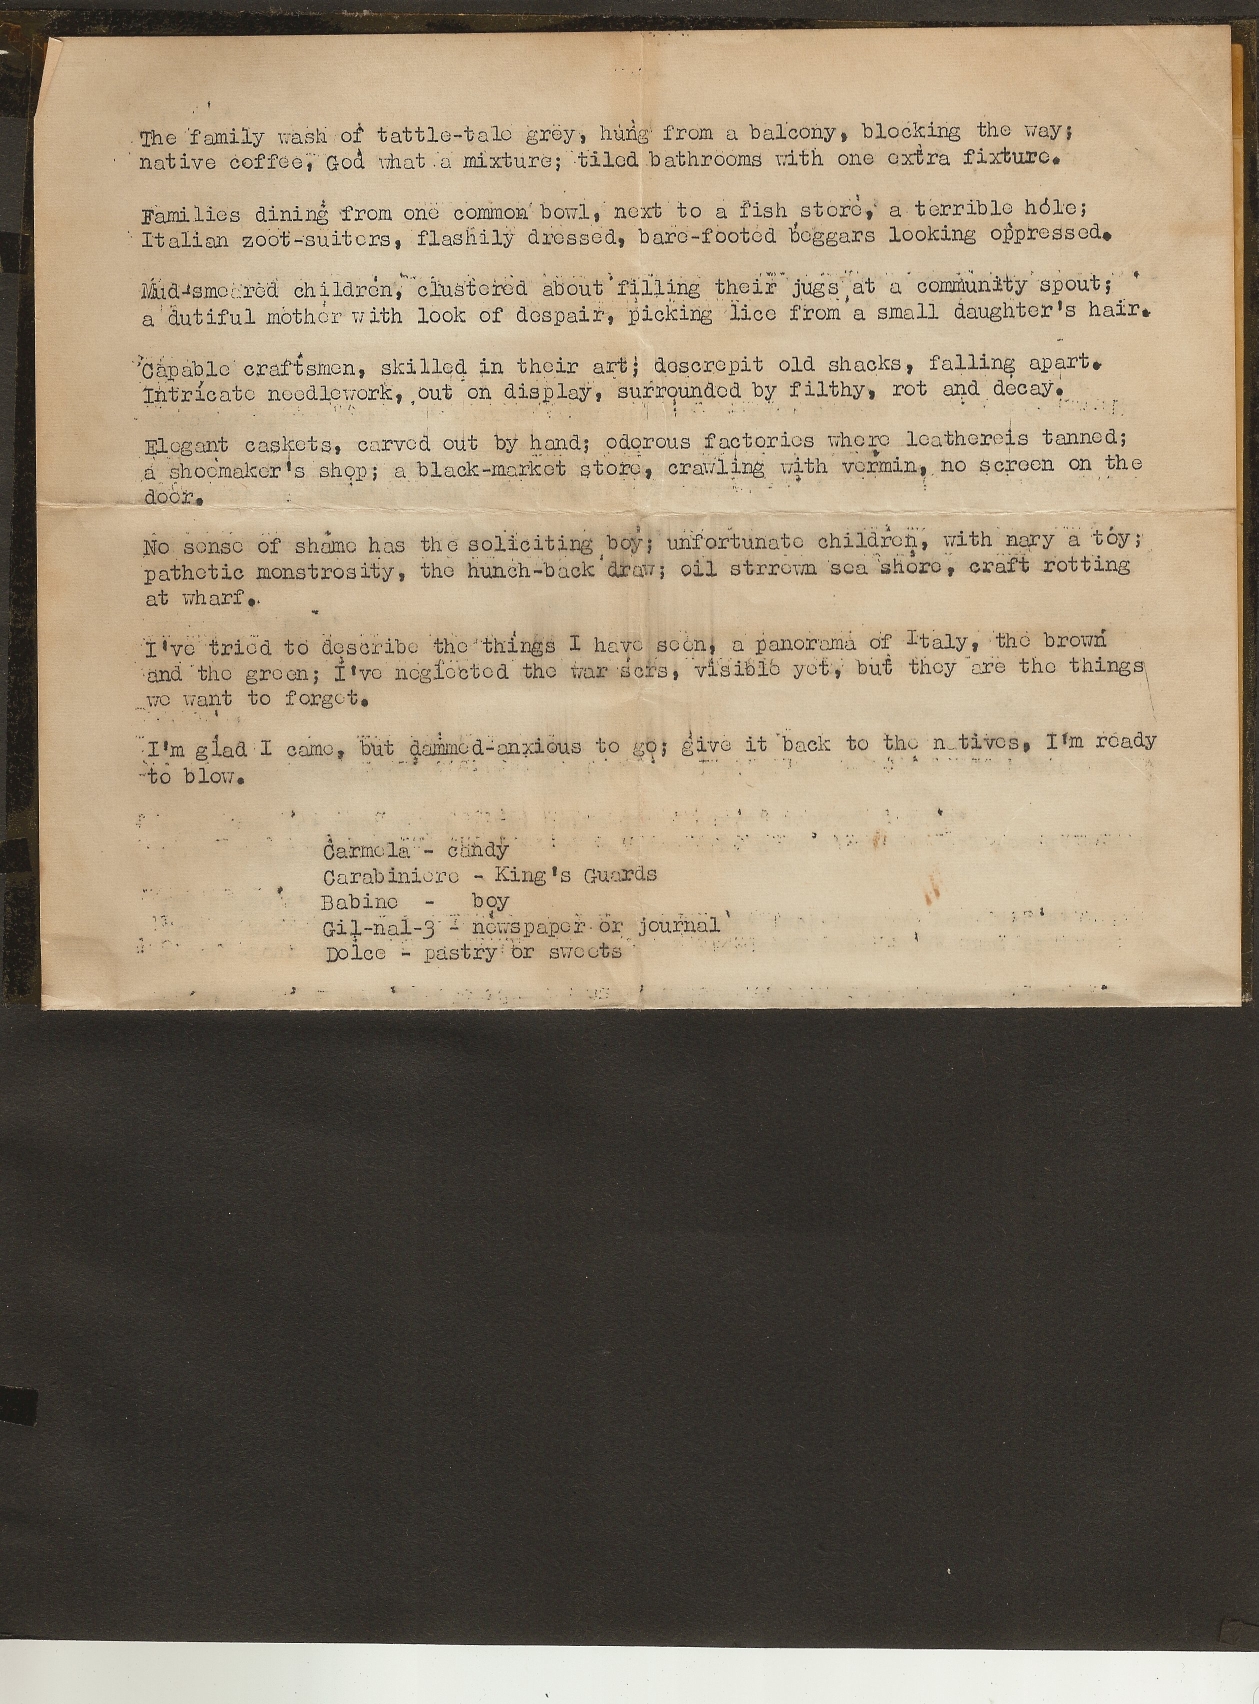 The family wash of tattle-tale grey, hung from a balcony, blocking the way;
native coffee, God what a mixture; tiled bathrooms with one extra fixture.
Families dining from one common bowl, next to a fish store, a terrible hole;
Italian zoot-suiters, flashily dressed, bare-footed beggars looking oppressed.
Mud-smeared children, clustered about filling their jugs at a community spout;
a dutiful mother with look of despair, picking lice from a small daughter's hair.
Capable craftsmen, skilled in their art; descrepit old shacks, falling apart.
Intricate needlework, out on display, surrounded by filthy, rot and decay.
Elegant caskets, carved out by hand; odorous factories where leathereis tanned;
a shoemaker's shop; a black-market store, crawling with vermin, no screen on the
door.
No sense of shame has the soliciting boy; unfortunate children, with nary a toy;
pathetic monstrosity, the hunch-back draw; oil strrewn sea shore, craft rotting
at wharf.
I've tried to describe the things I have seen, a panorama of Italy, the brown
and the green; I've neglected the war scrs, visible yet, but they are the things
we want to forget.
I'm glad I came, but dammed-anxious to go; give it back to the n tives, I'm ready
to blow.
Carmela - candy
Carabiniere - King's Guards
Babino - boy
Gil-nal-3 - newspaper or journal
Dolce - pastry or sweets